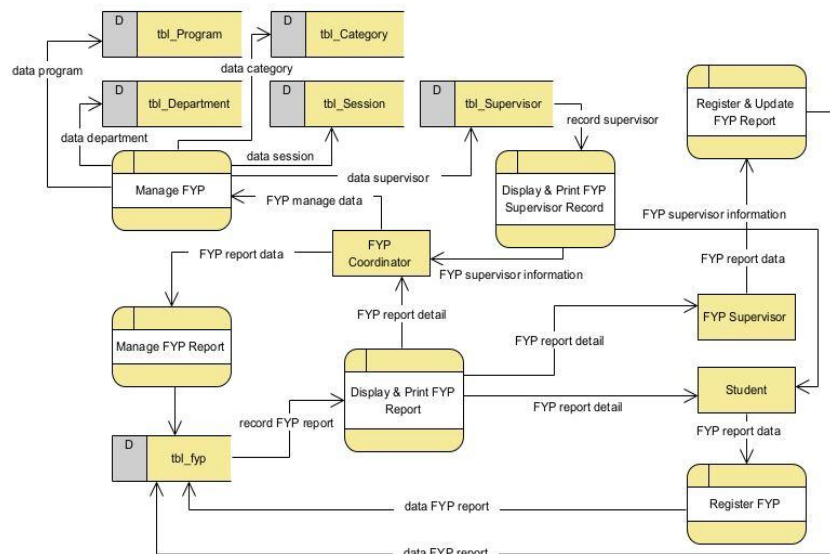 D
tbl_Program
D
tbl_Category
data program
data category
D
tbl_Department
D
tbl_Session
D
tbl_Supervisor
Register & Update
FYP Report
record supervisor
data department
data session
Manage FYP
data supervisor
Display & Print FYP
Supervisor Record
FYP manage data
FYP supervisor information
FYP
Coordinator
FYP report data
FYP supervisor information
FYP report data
FYP report detail
FYP Supervisor
Manage FYP Report
FYP report detail
Display & Print FYP
Report
Student
FYP report detail
record FYP report
FYP report data
D
tbl_fyp
Register FYP
data FYP report
data FYP report